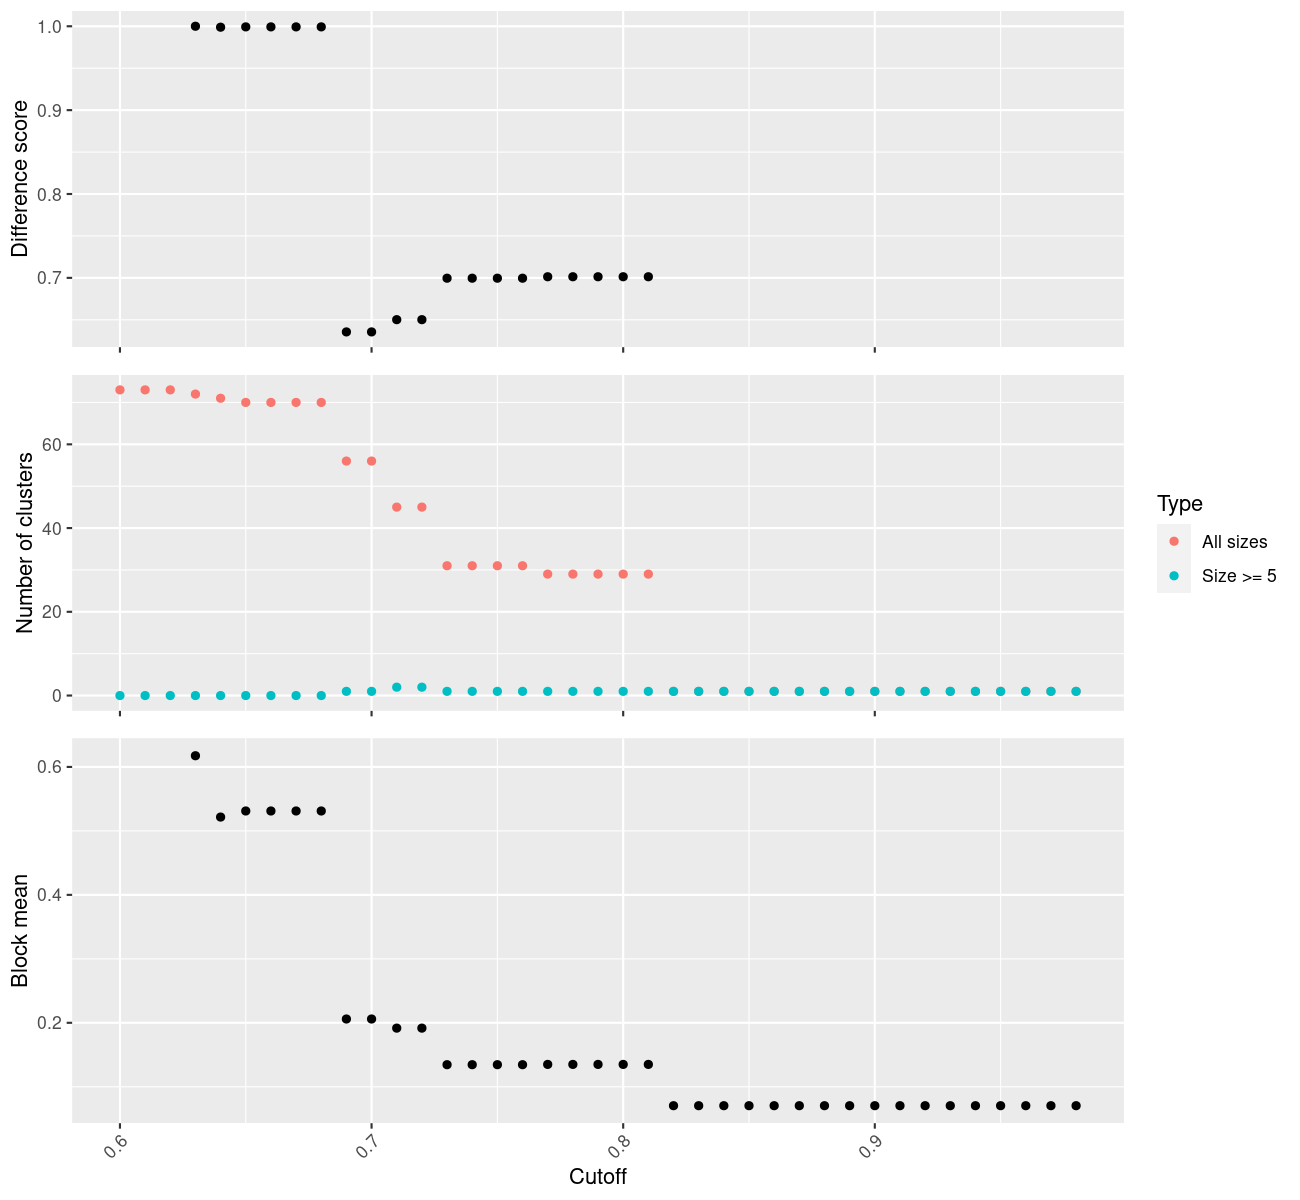 Difference score
1.0
0.9
0.8
0.7
Number of clusters
60
40
20
0
Type
All sizes
Size >= 5
Block mean
0.6
0.4
0.2
0.6
0.7
0.8
0.9
Cutoff